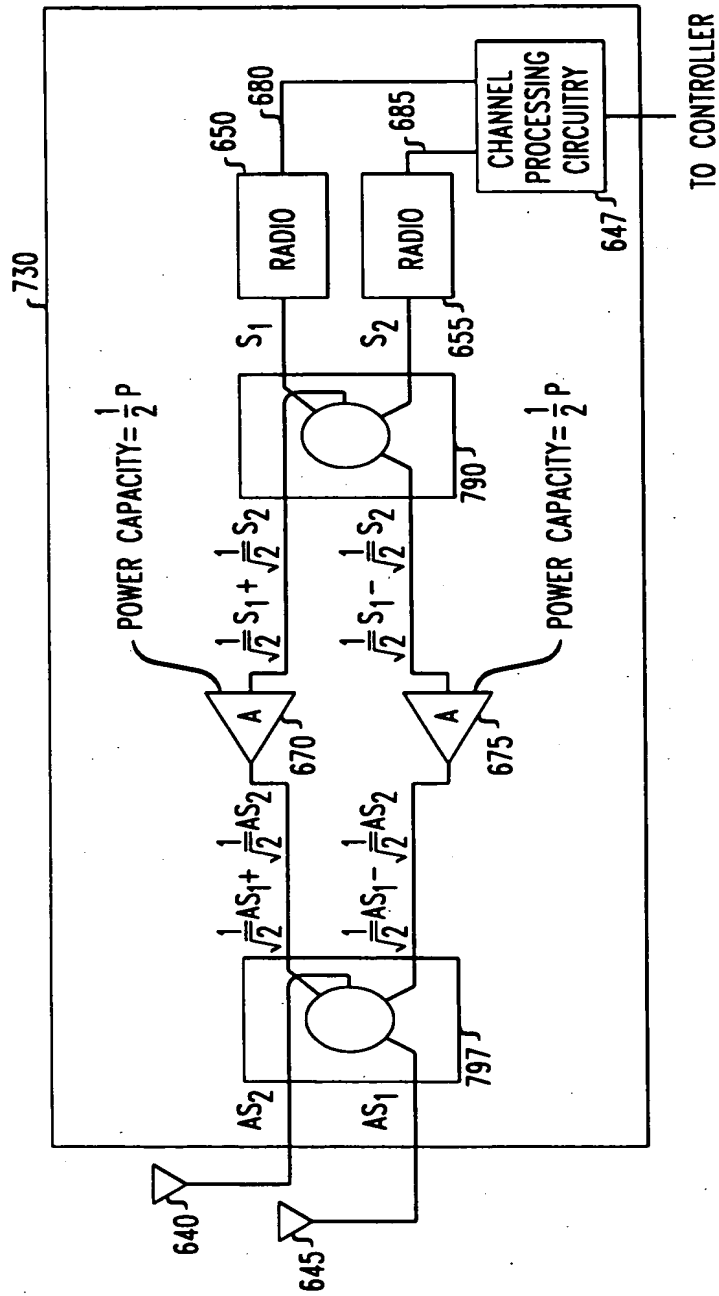 730
POWER CAPACITY= 1/2 P
640
645
AS₂
AS₁
797
1/√2 AS₁+ 1/√2 AS₂
1/√2 AS₁− 1/√2 AS₂
A
670
A
675
1/√2 S₁+ 1/√2 S₂
1/√2 S₁− 1/√2 S₂
POWER CAPACITY= 1/2 P
790
S₁
S₂
650
RADIO
655
RADIO
680
685
CHANNEL
PROCESSING
CIRCUITRY
647
TO CONTROLLER